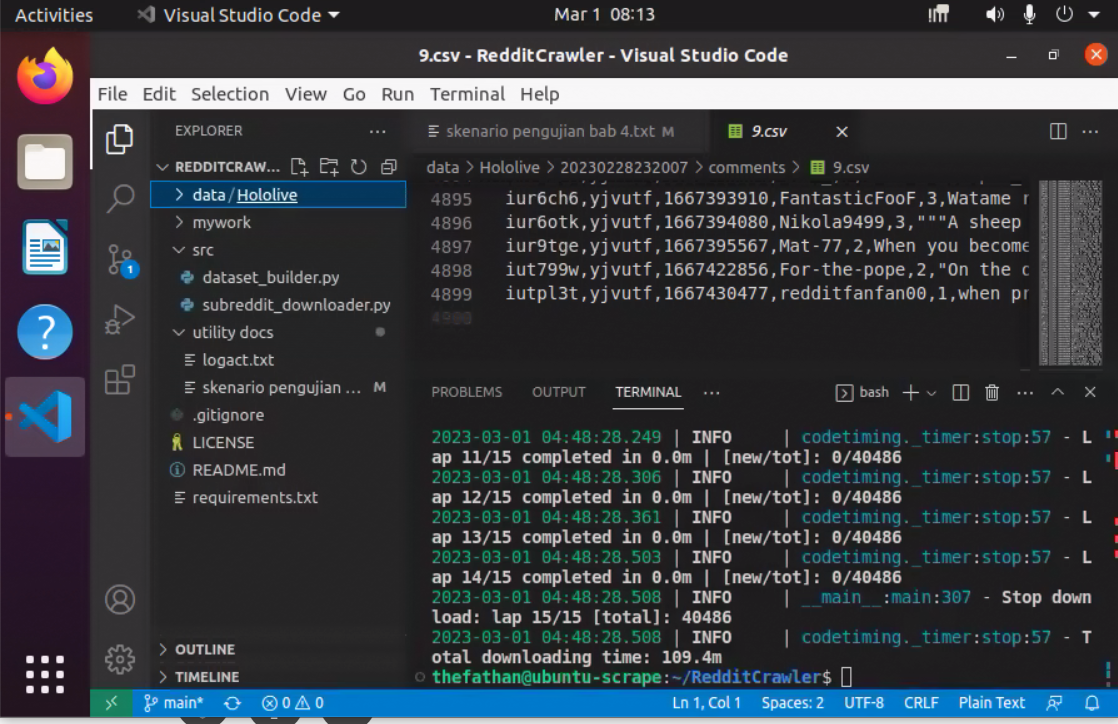 Activities
Visual Studio Code
Mar 1 08:13
9.csv - RedditCrawler - Visual Studio Code
File Edit Selection View Go Run Terminal Help
EXPLORER
skenario pengujian bab 4.txt M
9.csv
REDDITCRAW...
data > Hololive > 20230228232007 > comments > 9.csv
data/Hololive
mywork
src
dataset_builder.py
subreddit_downloader.py
utility docs
logact.txt
skenario pengujian ... M
.gitignore
LICENSE
README.md
requirements.txt
OUTLINE
TIMELINE
1
?
4895 iur6ch6,yjvutf,1667393910,FantasticFooF,3,Watame
4896 iur6otk,yjvutf,1667394080,Nikola9499,3,"""A sheep
4897 iur9tge,yjvutf,1667395567,Mat-77,2,When you become
4898 iut799w,yjvutf,1667422856,For-the-pope,2,"On the
4899 iutpl3t,yjvutf,1667430477,redditfanfan00,1,when pr
4900
PROBLEMS OUTPUT TERMINAL ... bash
2023-03-01 04:48:28.249 | INFO | codetiming._timer:stop:57 - L
ap 11/15 completed in 0.0m | [new/tot]: 0/40486
2023-03-01 04:48:28.306 | INFO | codetiming._timer:stop:57 - L
ap 12/15 completed in 0.0m | [new/tot]: 0/40486
2023-03-01 04:48:28.361 | INFO | codetiming._timer:stop:57 - L
ap 13/15 completed in 0.0m | [new/tot]: 0/40486
2023-03-01 04:48:28.503 | INFO | codetiming._timer:stop:57 - L
ap 14/15 completed in 0.0m | [new/tot]: 0/40486
2023-03-01 04:48:28.508 | INFO | __main__:main:307 - Stop down
load: lap 15/15 [total]: 40486
2023-03-01 04:48:28.508 | INFO | codetiming._timer:stop:57 - T
otal downloading time: 109.4m
thefathan@ubuntu-scrape:~/RedditCrawler$
main* 0 0 Ln 1, Col 1 Spaces: 2 UTF-8 CRLF Plain Text